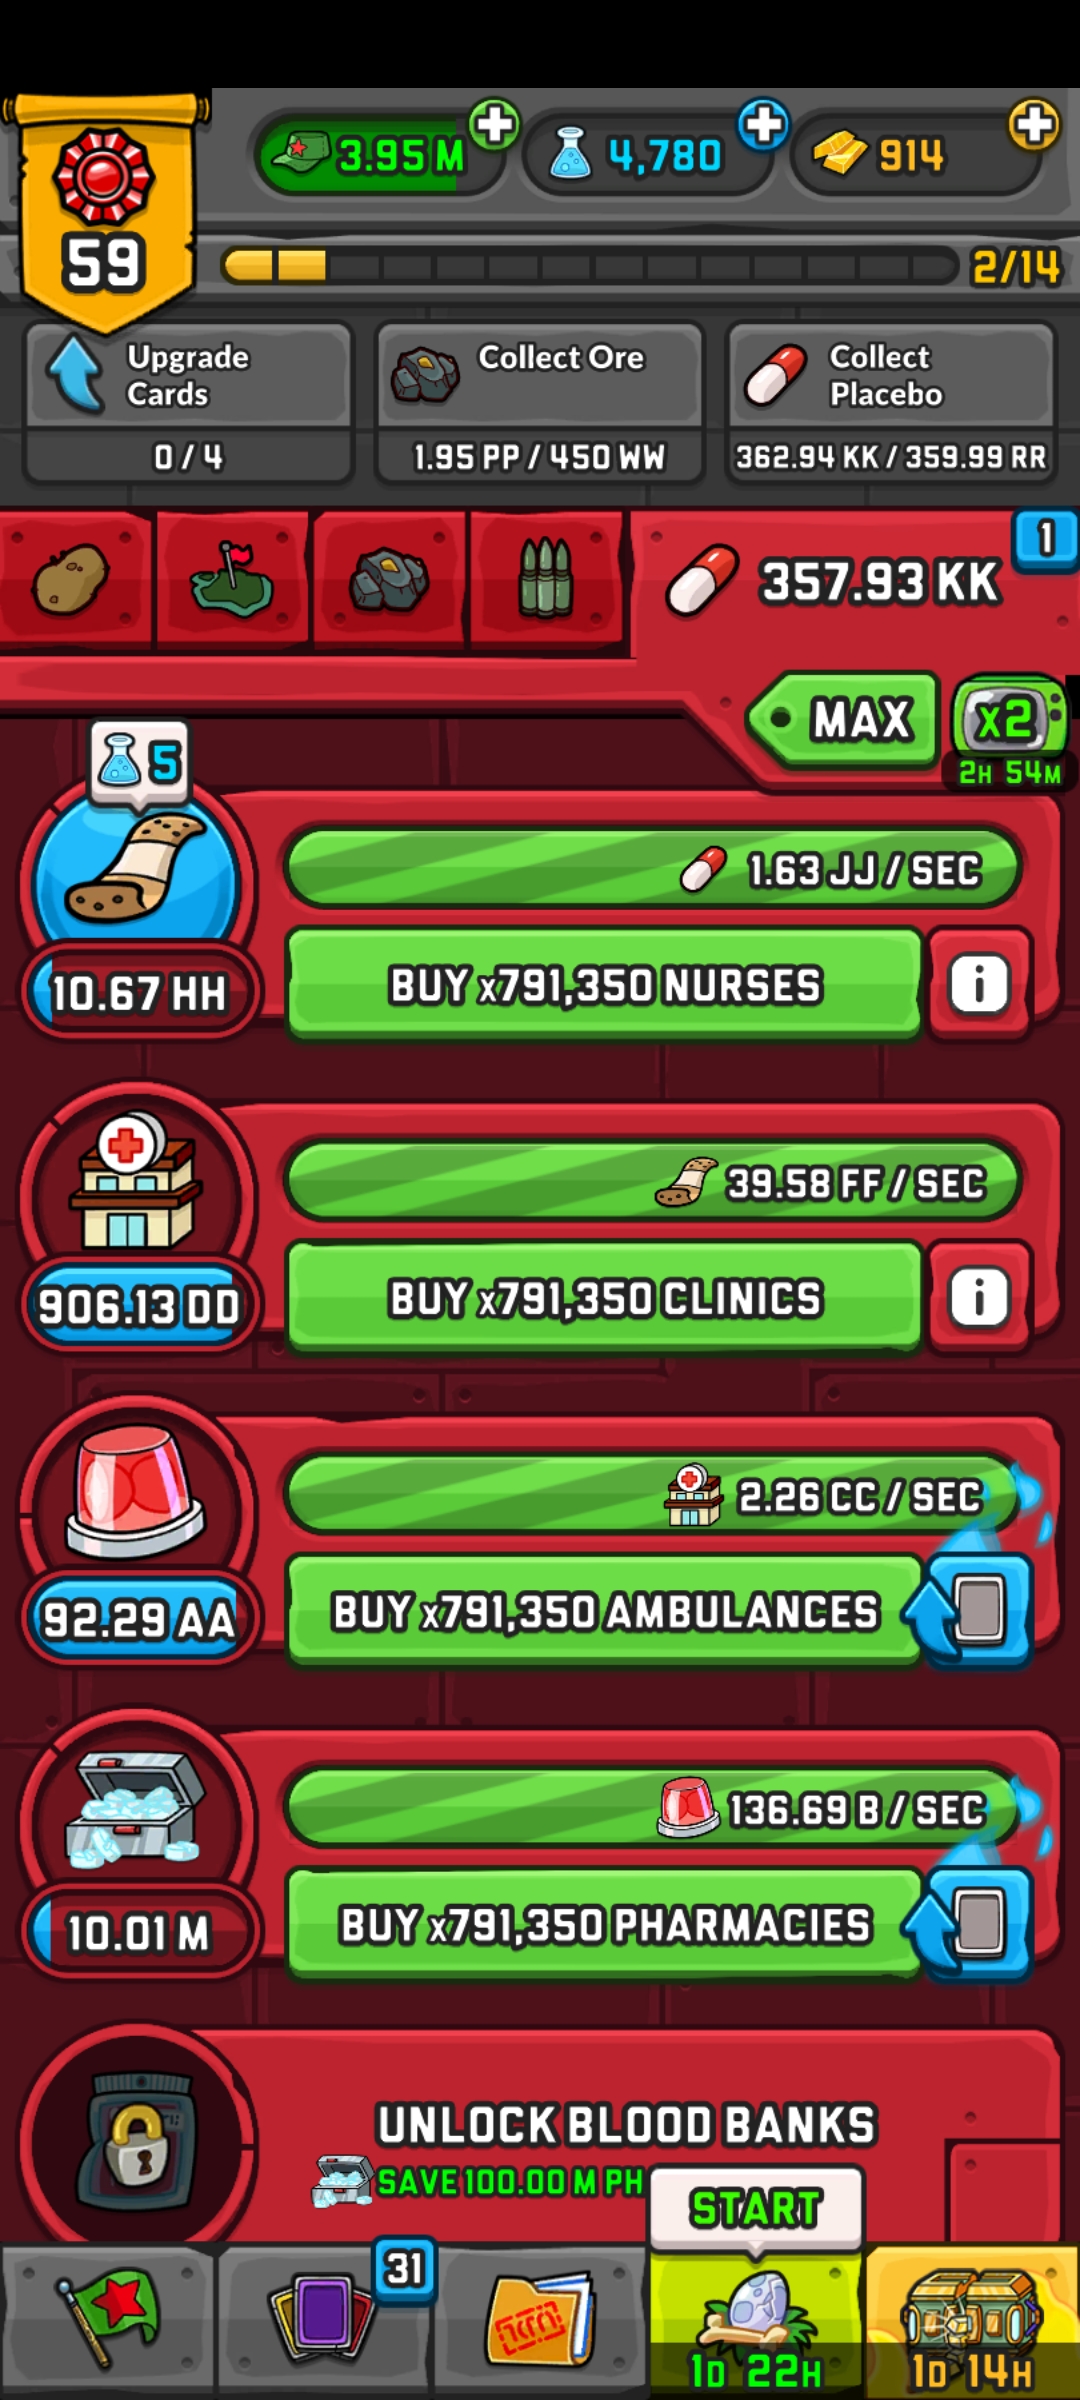 3.95 M
4,780
914
59
2/14
Upgrade
Cards
0 / 4
Collect Ore
1.95 PP / 450 WW
Collect
Placebo
362.94 KK / 359.99 RR
357.93 KK
1
MAX
x2
2H 54M
5
1.63 JJ / SEC
10.67 HH
BUY x791,350 NURSES
i
39.58 FF / SEC
906.13 DD
BUY x791,350 CLINICS
i
2.26 CC / SEC
92.29 AA
BUY x791,350 AMBULANCES
136.69 B / SEC
10.01 M
BUY x791,350 PHARMACIES
UNLOCK BLOOD BANKS
SAVE 100.00 M PH
START
31
1D 22H
1D 14H